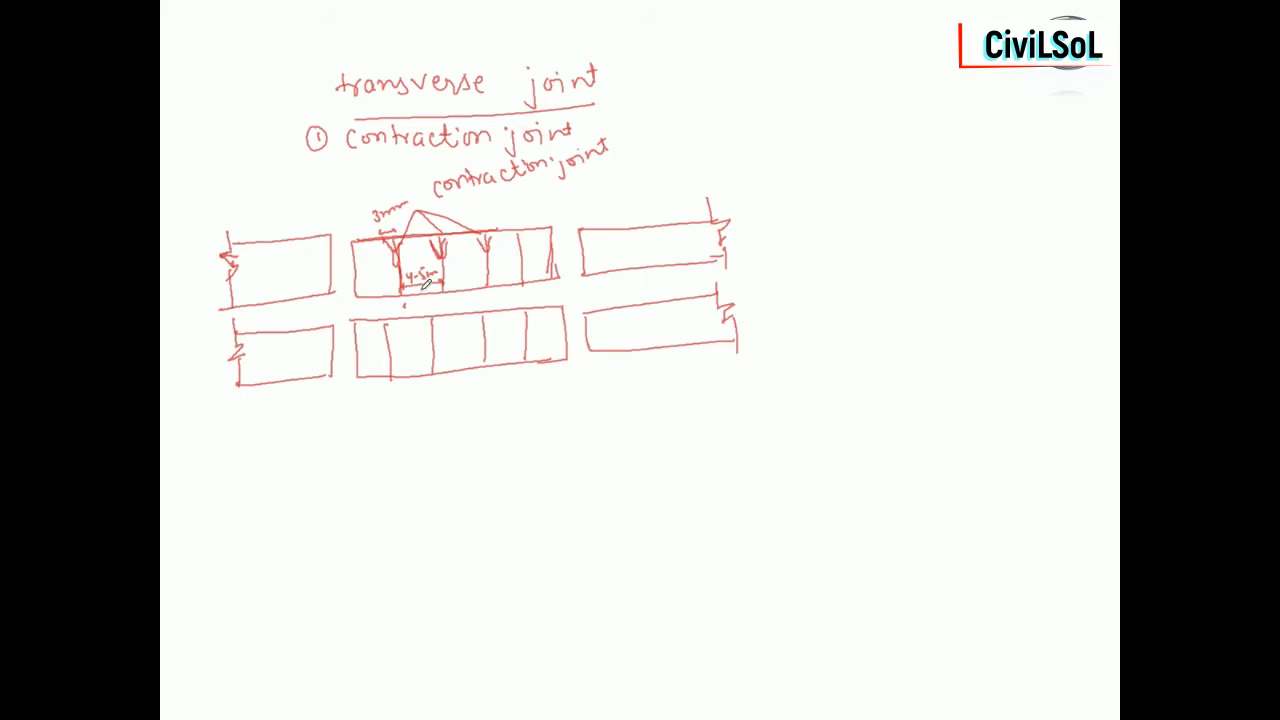 CiviLSoL
transverse joint
① contraction joint
contraction joint
3mm
4-5m